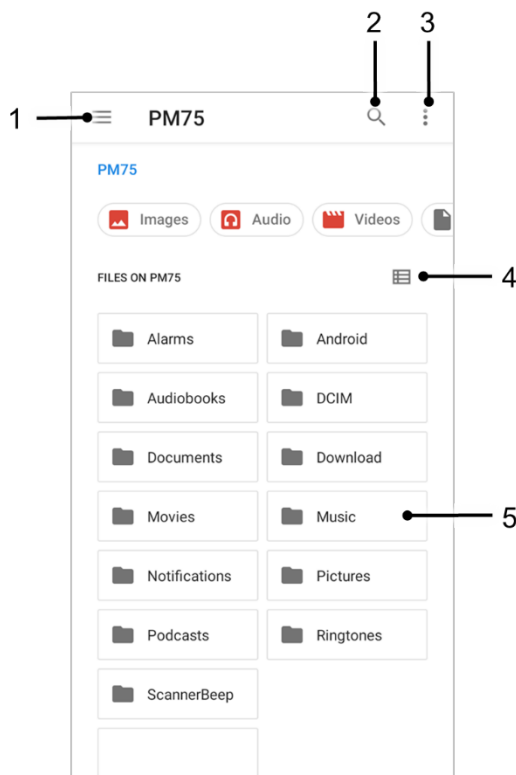 2 3
1 PM75
PM75
Images Audio Videos
FILES ON PM75 4
Alarms Android
Audiobooks DCIM
Documents Download
Movies Music 5
Notifications Pictures
Podcasts Ringtones
ScannerBeep